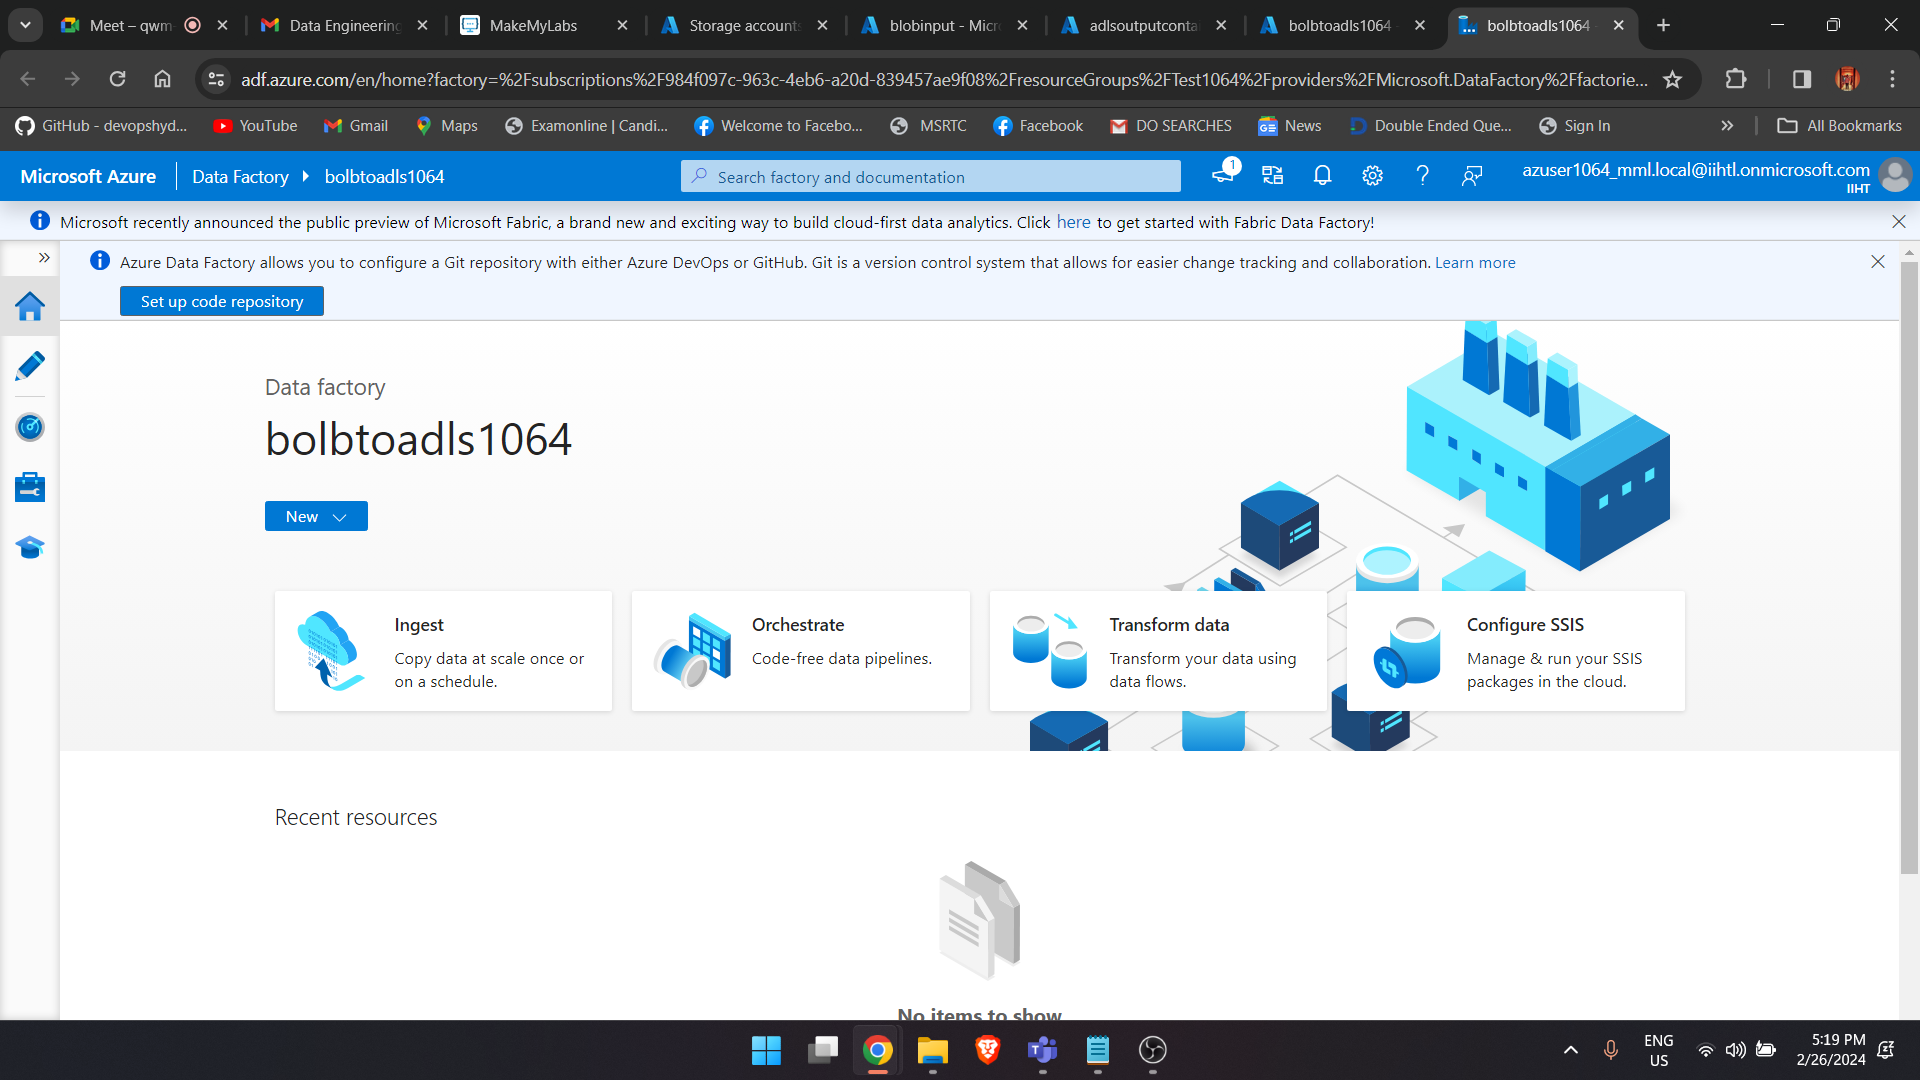 Meet – qwm
Data Engineering
MakeMyLabs
Storage accounts
blobinput - Micr
adlsoutputconta
bolbtoadls1064
bolbtoadls1064
adf.azure.com/en/home?factory=%2Fsubscriptions%2F984f097c-963c-4eb6-a20d-839457ae9f08%2FresourceGroups%2FTest1064%2Fproviders%2FMicrosoft.DataFactory%2Ffactorie...
GitHub - devopshyd...
YouTube
Gmail
Maps
Examonline | Candi...
Welcome to Facebo...
MSRTC
Facebook
DO SEARCHES
News
Double Ended Que...
Sign In
All Bookmarks
Microsoft Azure
Data Factory
bolbtoadls1064
Search factory and documentation
1
azuser1064_mml.local@iihtl.onmicrosoft.com
IIHT
Microsoft recently announced the public preview of Microsoft Fabric, a brand new and exciting way to build cloud-first data analytics. Click here to get started with Fabric Data Factory!
Azure Data Factory allows you to configure a Git repository with either Azure DevOps or GitHub. Git is a version control system that allows for easier change tracking and collaboration. Learn more
Set up code repository
Data factory
bolbtoadls1064
New
Ingest
Copy data at scale once or
on a schedule.
Orchestrate
Code-free data pipelines.
Transform data
Transform your data using
data flows.
Configure SSIS
Manage & run your SSIS
packages in the cloud.
Recent resources
No items to show
ENG
US
5:19 PM
2/26/2024